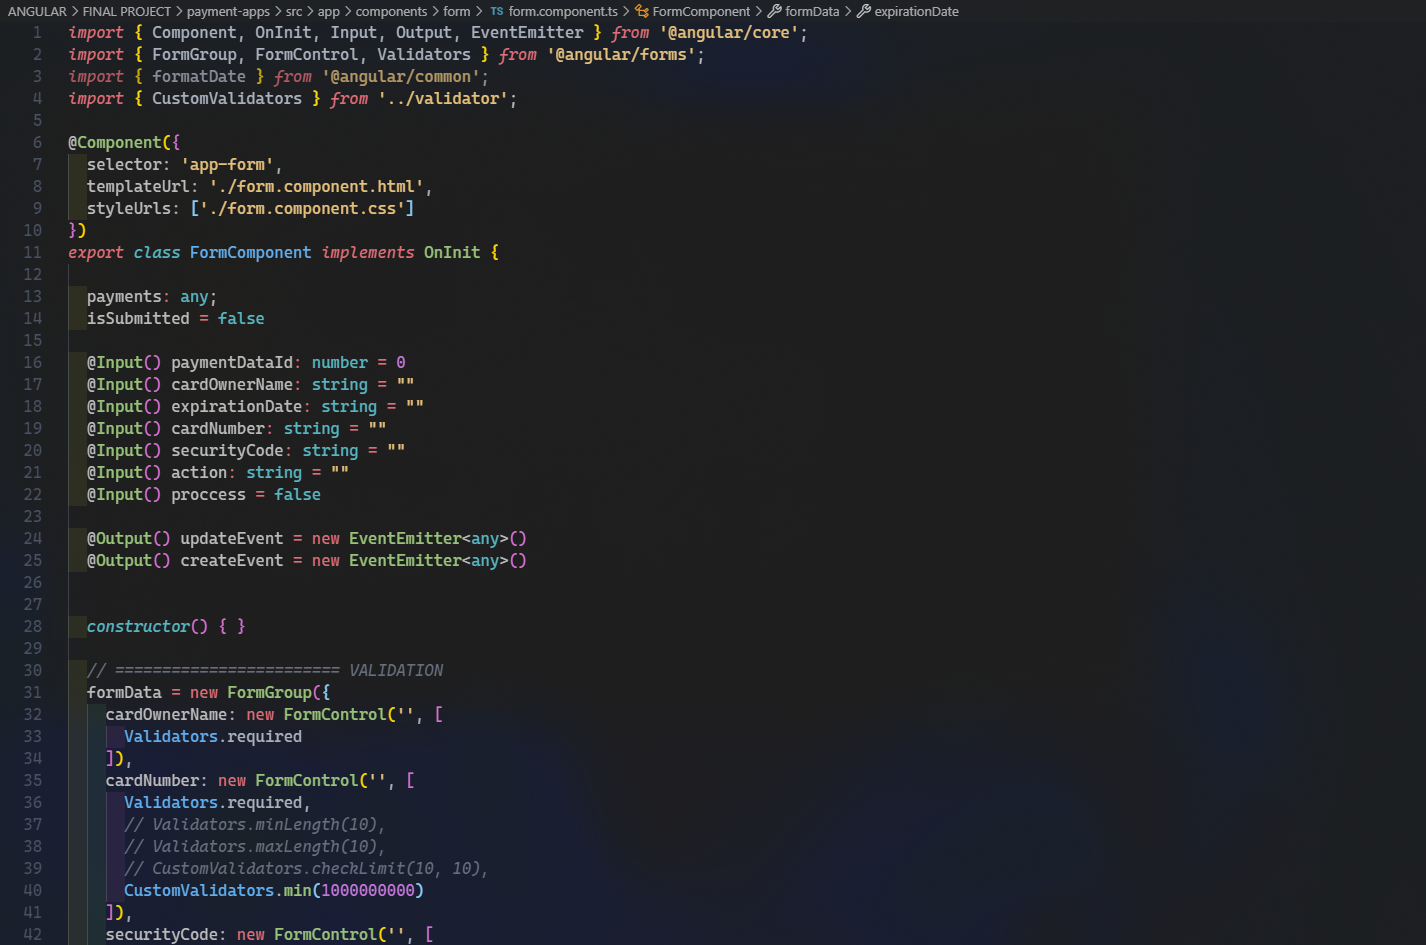 ANGULAR > FINAL PROJECT > payment-apps > src > app > components > form > TS form.component.ts > FormComponent > formData > expirationDate
1 import { Component, OnInit, Input, Output, EventEmitter } from '@angular/core';
2 import { FormGroup, FormControl, Validators } from '@angular/forms';
3 import { formatDate } from '@angular/common';
4 import { CustomValidators } from '../validator';
5
6 @Component({
7   selector: 'app-form',
8   templateUrl: './form.component.html',
9   styleUrls: ['./form.component.css']
10 })
11 export class FormComponent implements OnInit {
12
13   payments: any;
14   isSubmitted = false
15
16   @Input() paymentDataId: number = 0
17   @Input() cardOwnerName: string = ""
18   @Input() expirationDate: string = ""
19   @Input() cardNumber: string = ""
20   @Input() securityCode: string = ""
21   @Input() action: string = ""
22   @Input() proccess = false
23
24   @Output() updateEvent = new EventEmitter<any>()
25   @Output() createEvent = new EventEmitter<any>()
26
27
28   constructor() { }
29
30   // ======================== VALIDATION
31   formData = new FormGroup({
32     cardOwnerName: new FormControl('', [
33       Validators.required
34     ]),
35     cardNumber: new FormControl('', [
36       Validators.required,
37       // Validators.minLength(10),
38       // Validators.maxLength(10),
39       // CustomValidators.checkLimit(10, 10),
40       CustomValidators.min(1000000000)
41     ]),
42     securityCode: new FormControl('', [